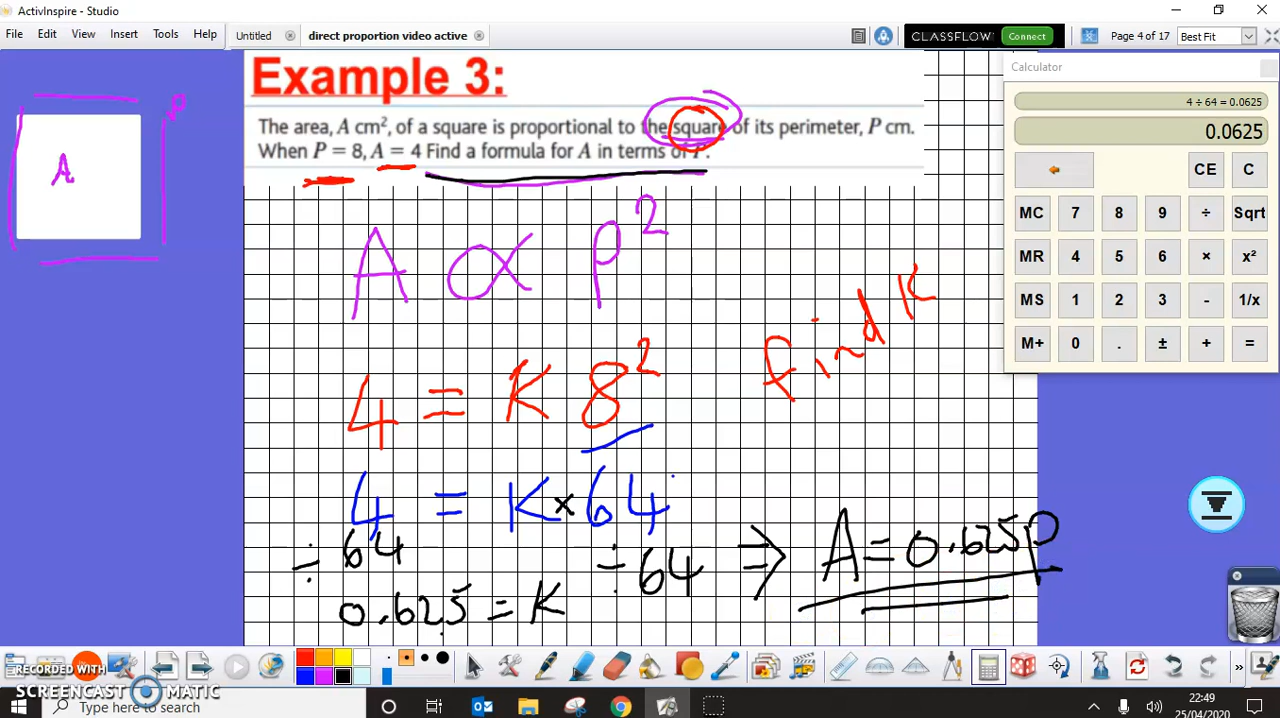 ActivInspire - Studio
File Edit View Insert Tools Help Untitled direct proportion video active CLASSFLOW Connect Page 4 of 17 Best Fit
Example 3:
The area, A cm², of a square is proportional to the square of its perimeter, P cm.
When P = 8, A = 4 Find a formula for A in terms of P.
P
A
A ∝ P²
find K
4 = K 8²
4 = K × 64
÷ 64 ÷ 64
0.625 = K
⇒ A = 0.625P
Calculator
4 ÷ 64 = 0.0625
0.0625
CE C
MC 7 8 9 ÷ Sqrt
MR 4 5 6 × x²
MS 1 2 3 - 1/x
M+ 0 . ± + =
RECORDED WITH
SCREENCAST MATIC
Type here to search
22:49
25/04/2020